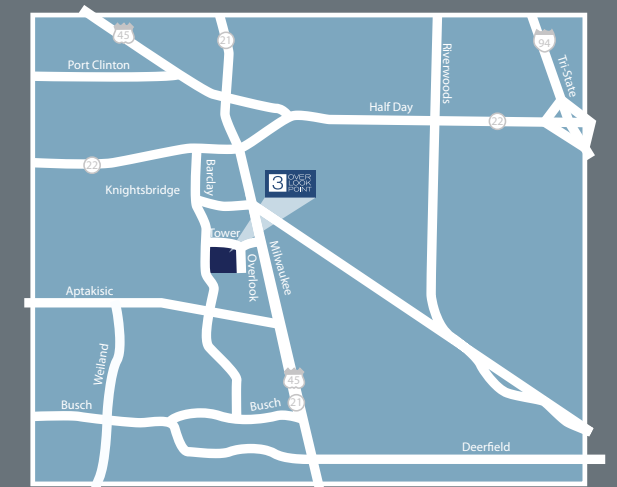 45
21
94
Port Clinton
Riverwoods
Tri-State
Half Day
22
22
Barclay
Knightsbridge
3 OVER
LOOK
POINT
Tower
Overlook
Milwaukee
Aptakisic
Weiland
45
21
Busch
Busch
Deerfield